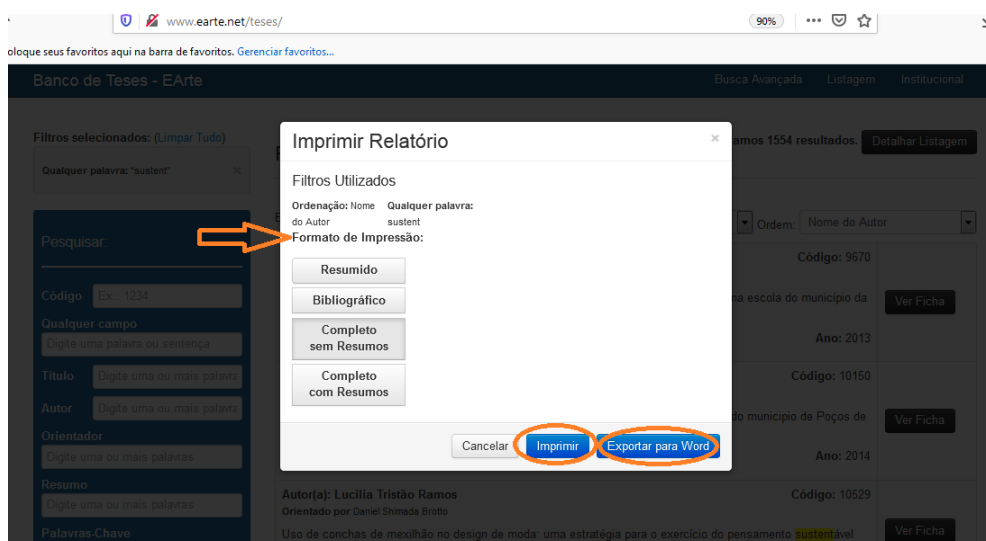 www.earte.net/teses/
90%
oloque seus favoritos aqui na barra de favoritos. Gerenciar favoritos...
Banco de Teses - EArte
Busca Avançada Listagem Institucional
Filtros selecionados: (Limpar Tudo)
Qualquer palavra: "sustent"
×
amos 1554 resultados.
Detalhar Listagem
Imprimir Relatório
×
Filtros Utilizados
Ordenação: Nome do Autor
Qualquer palavra: sustent
Formato de Impressão:
Resumido
Bibliográfico
Completo
sem Resumos
Completo
com Resumos
Cancelar
Imprimir
Exportar para Word
Pesquisar:
Código Ex.: 1234
Qualquer campo
Digite uma palavra ou sentença
Título Digite uma ou mais palavra
Autor Digite uma ou mais palavra
Orientador
Digite uma ou mais palavras
Resumo
Digite uma ou mais palavras
Palavras-Chave
Ordem: Nome do Autor
Código: 9670
na escola do município da
Ver Ficha
Ano: 2013
Código: 10150
do municipio de Poços de
Ver Ficha
Ano: 2014
Autor(a): Lucilia Tristão Ramos
Código: 10529
Orientado por Daniel Shimada Brotto
Uso de conchas de mexilhão no design de moda: uma estratégia para o exercício do pensamento sustentável
Ver Ficha